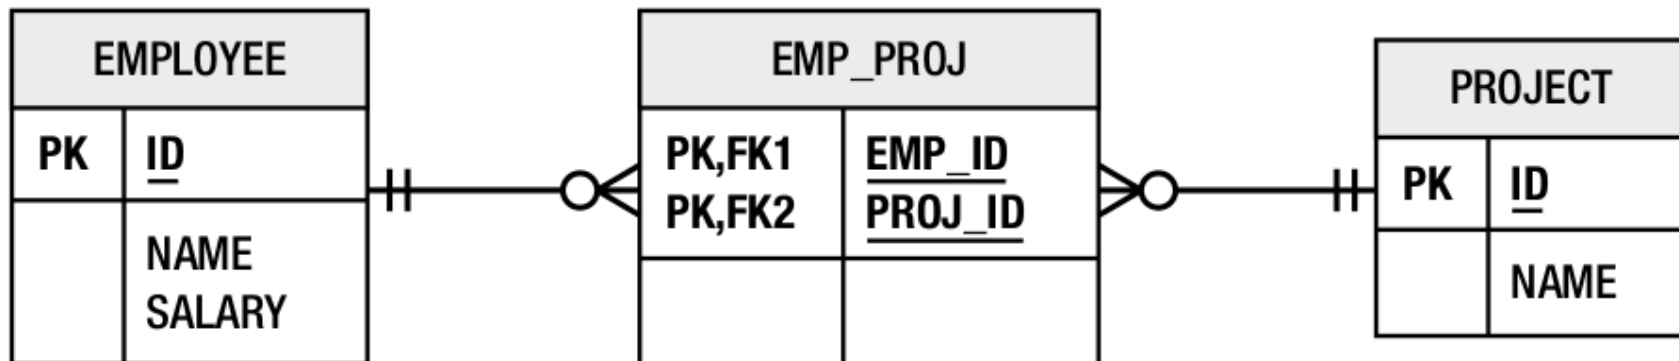 EMPLOYEE
PK ID
NAME
SALARY
EMP_PROJ
PK,FK1 EMP_ID
PK,FK2 PROJ_ID
PROJECT
PK ID
NAME